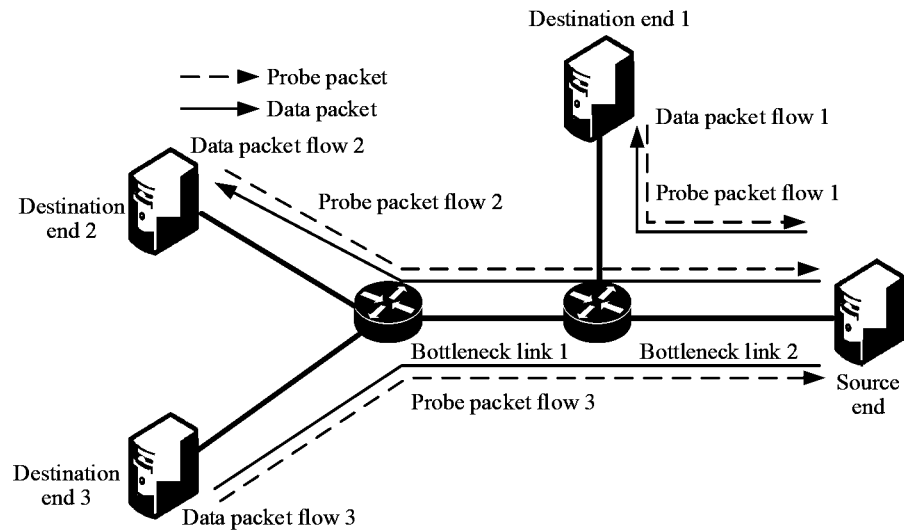 Destination end 1
Probe packet
Data packet
Data packet flow 1
Data packet flow 2
Probe packet flow 1
Destination
end 2
Probe packet flow 2
Bottleneck link 1
Bottleneck link 2
Source
end
Probe packet flow 3
Destination
end 3
Data packet flow 3